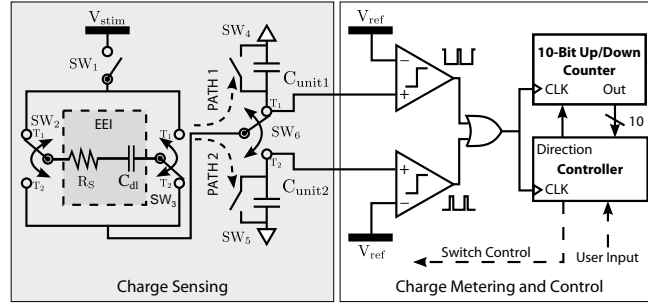 V_stim
SW_1
SW_2
T_1
T_2
EEI
R_S
C_dl
T_1
T_2
SW_3
PATH 1
PATH 2
SW_4
C_unit1
T_1
SW_6
T_2
C_unit2
SW_5
Charge Sensing
V_ref
−
+
+
−
V_ref
10-Bit Up/Down
Counter
CLK
Out
10
Direction
Controller
CLK
Switch Control
User Input
Charge Metering and Control